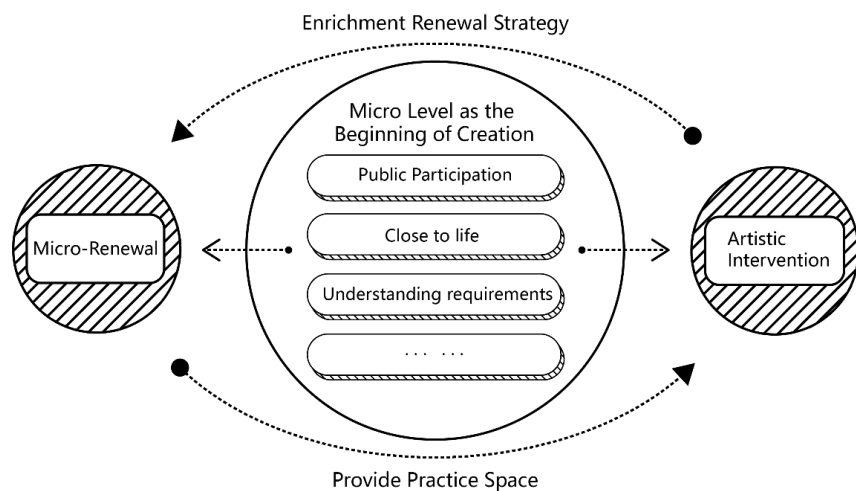 Enrichment Renewal Strategy
Micro Level as the
Beginning of Creation
Public Participation
Close to life
Understanding requirements
... ...
Micro-Renewal
Artistic
Intervention
Provide Practice Space